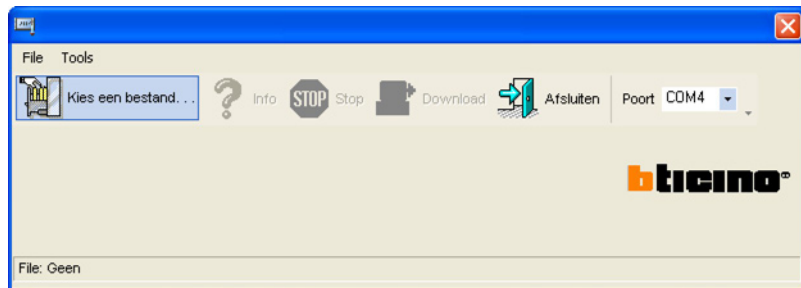 File Tools
Kies een bestand. . . Info STOP Stop Download Afsluiten Poort COM4
bticino
File: Geen